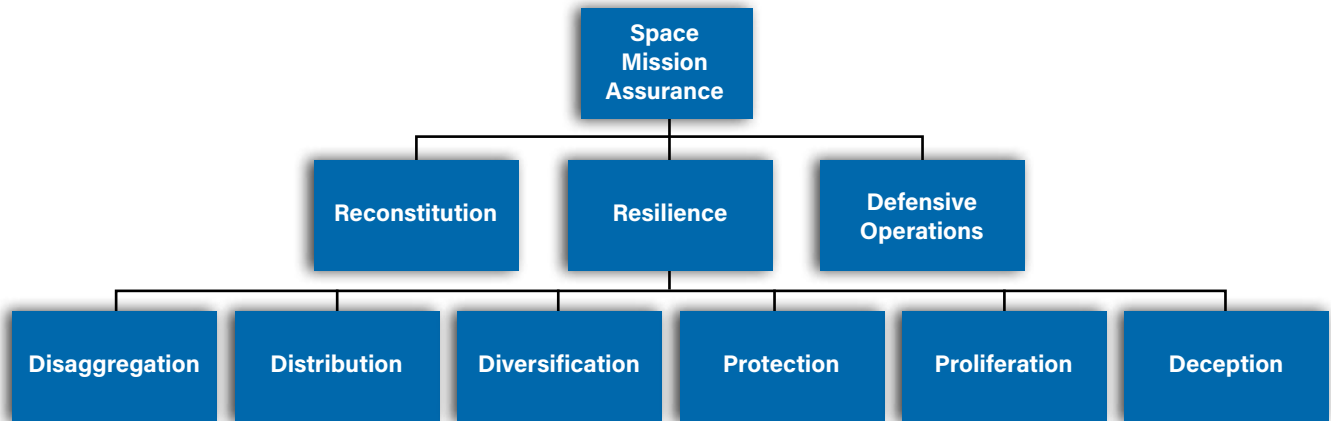 Space
Mission
Assurance
Reconstitution
Resilience
Defensive
Operations
Disaggregation
Distribution
Diversification
Protection
Proliferation
Deception